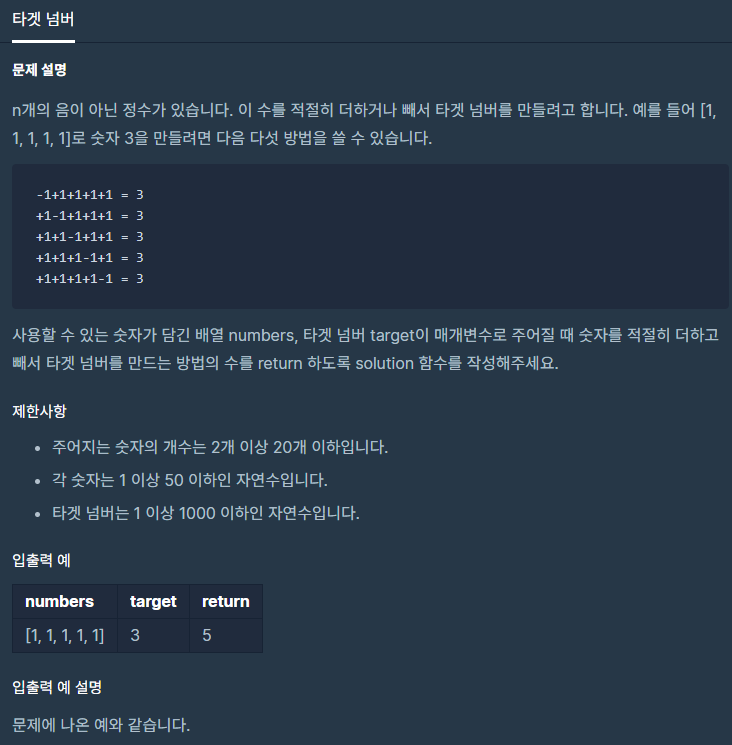 타겟 넘버
문제 설명
n개의 음이 아닌 정수가 있습니다. 이 수를 적절히 더하거나 빼서 타겟 넘버를 만들려고 합니다. 예를 들어 [1,
1, 1, 1, 1]로 숫자 3을 만들려면 다음 다섯 방법을 쓸 수 있습니다.
-1+1+1+1+1 = 3
+1-1+1+1+1 = 3
+1+1-1+1+1 = 3
+1+1+1-1+1 = 3
+1+1+1+1-1 = 3
사용할 수 있는 숫자가 담긴 배열 numbers, 타겟 넘버 target이 매개변수로 주어질 때 숫자를 적절히 더하고
빼서 타겟 넘버를 만드는 방법의 수를 return 하도록 solution 함수를 작성해주세요.
제한사항
• 주어지는 숫자의 개수는 2개 이상 20개 이하입니다.
• 각 숫자는 1 이상 50 이하인 자연수입니다.
• 타겟 넘버는 1 이상 1000 이하인 자연수입니다.
입출력 예
numbers target return
[1, 1, 1, 1, 1] 3 5
입출력 예 설명
문제에 나온 예와 같습니다.